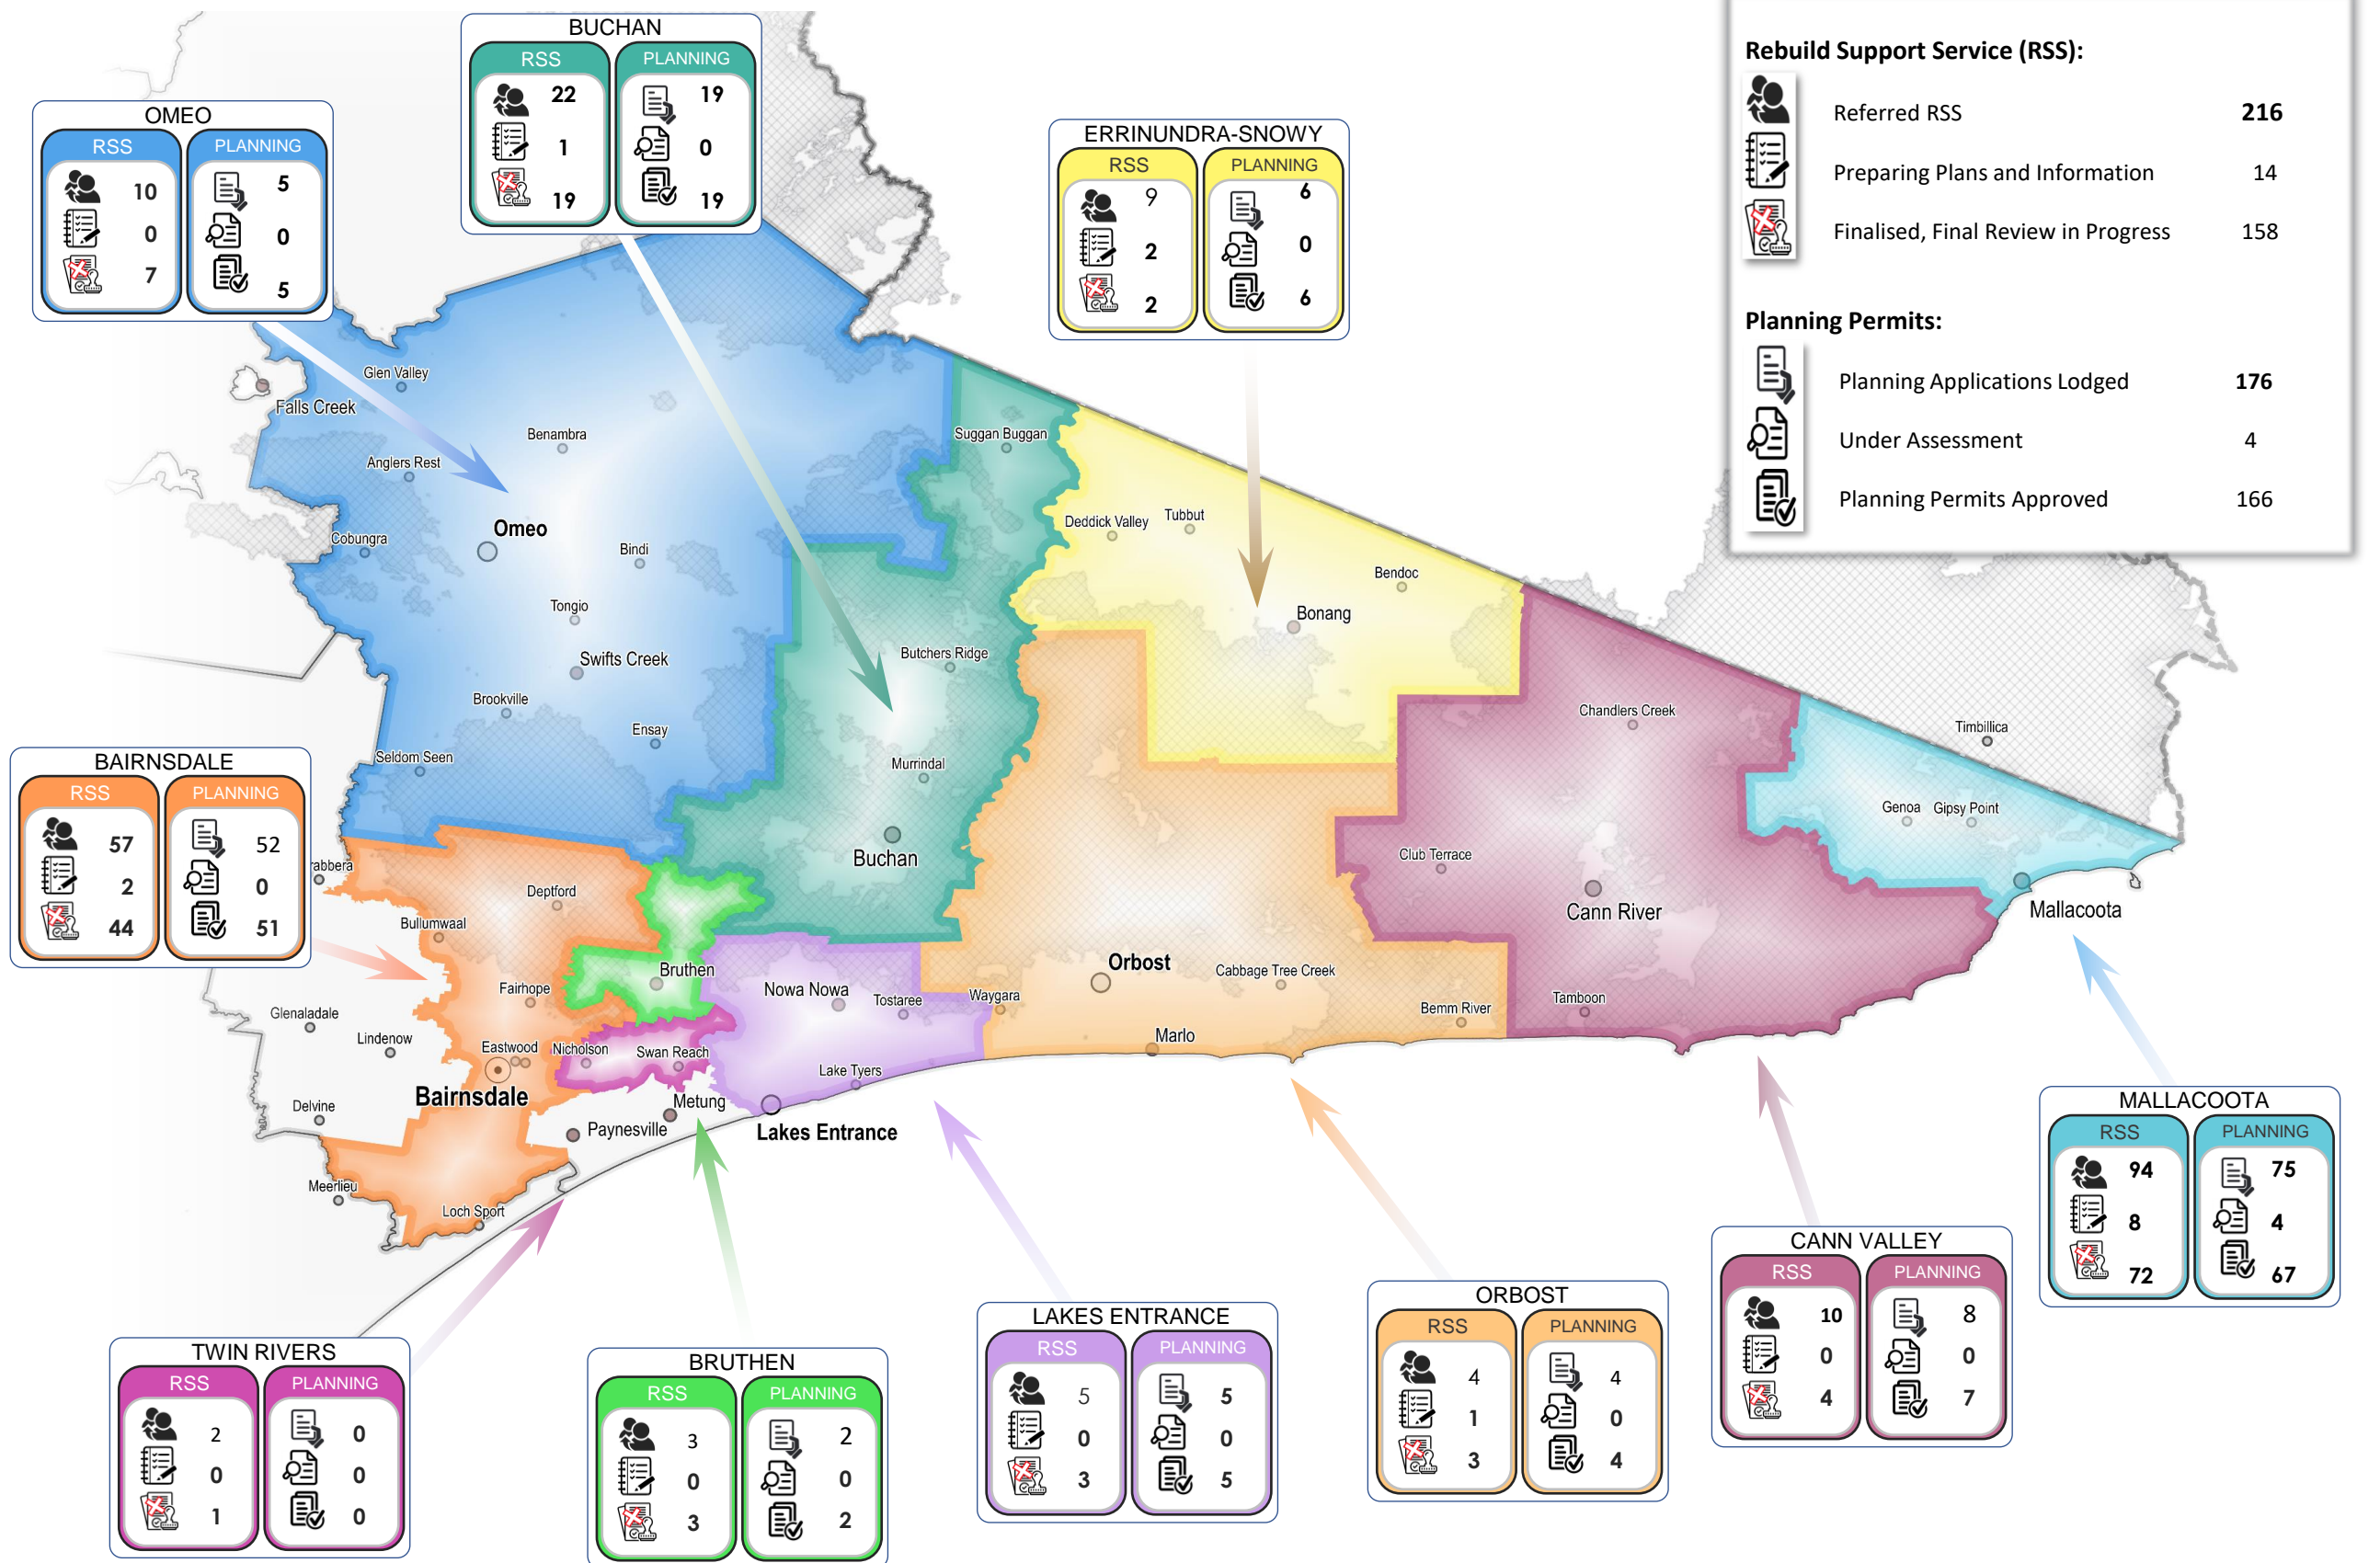 BUCHAN
RSS PLANNING
22 19
1 0
19 19
OMEO
RSS PLANNING
10 5
0 0
7 5
ERRINUNDRA-SNOWY
RSS PLANNING
9 6
2 0
2 6
Rebuild Support Service (RSS):
Referred RSS 216
Preparing Plans and Information 14
Finalised, Final Review in Progress 158
Planning Permits:
Planning Applications Lodged 176
Under Assessment 4
Planning Permits Approved 166
Glen Valley
Falls Creek
Benambra
Suggan Buggan
Anglers Rest
Deddick Valley
Tubbut
Omeo
Cobungra
Bindi
Bendoc
Tongio
Bonang
Swifts Creek
Butchers Ridge
Brookville
Ensay
Chandlers Creek
Timbillica
Seldom Seen
Murrindal
Genoa
Gipsy Point
Buchan
Club Terrace
Cann River
Mallacoota
BAIRNSDALE
RSS PLANNING
57 52
2 0
44 51
rabbera
Deptford
Bullumwaal
Bruthen
Orbost
Cabbage Tree Creek
Fairhope
Nowa Nowa
Tostaree
Waygara
Bemm River
Tamboon
Glenaladale
Lindenow
Eastwood
Nicholson
Swan Reach
Marlo
Lake Tyers
Bairnsdale
Metung
Delvine
Paynesville
Lakes Entrance
Meerlieu
Loch Sport
MALLACOOTA
RSS PLANNING
94 75
8 4
72 67
CANN VALLEY
RSS PLANNING
10 8
0 0
4 7
ORBOST
RSS PLANNING
4 4
1 0
3 4
LAKES ENTRANCE
RSS PLANNING
5 5
0 0
3 5
BRUTHEN
RSS PLANNING
3 2
0 0
3 2
TWIN RIVERS
RSS PLANNING
2 0
0 0
1 0